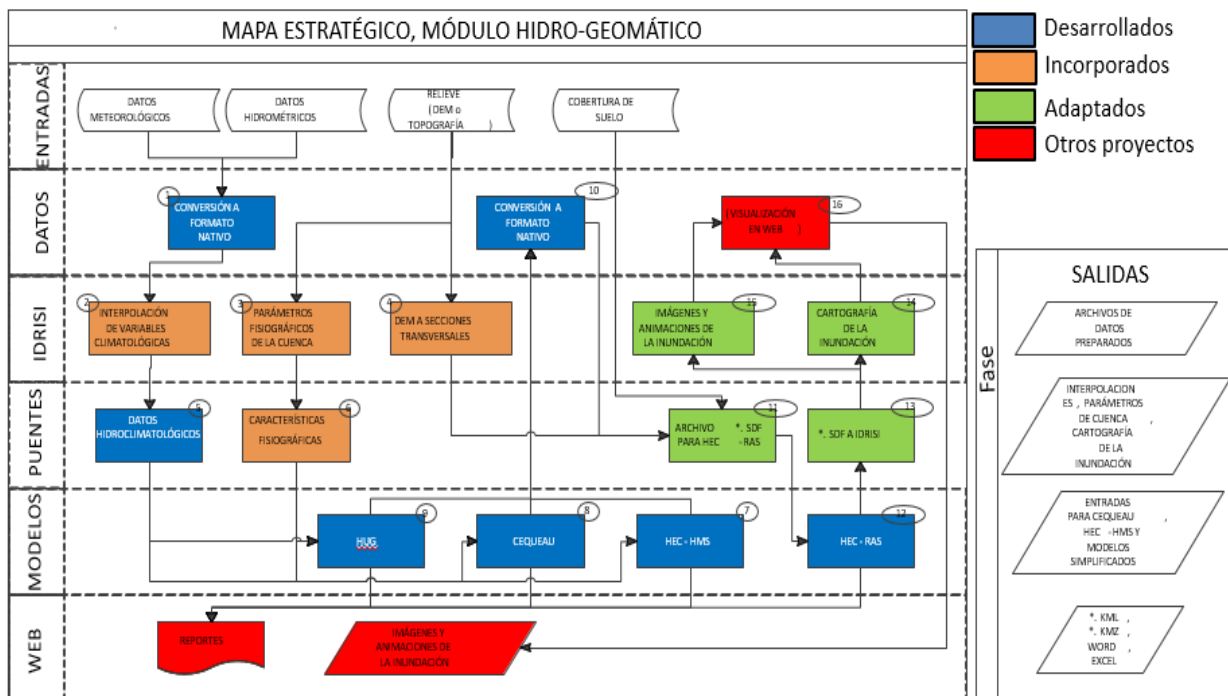 MAPA ESTRATÉGICO, MÓDULO HIDRO-GEOMÁTICO
Desarrollados
Incorporados
Adaptados
Otros proyectos
ENTRADAS
DATOS
METEOROLÓGICOS
DATOS
HIDROMÉTRICOS
RELIEVE
(DEM o
TOPOGRAFÍA )
COBERTURA DE
SUELO
DATOS
1
CONVERSIÓN A
FORMATO
NATIVO
10
CONVERSIÓN A
FORMATO
NATIVO
16
(VISUALIZACIÓN
EN WEB )
IDRISI
2
INTERPOLACIÓN
DE VARIABLES
CLIMATOLÓGICAS
3
PARÁMETROS
FISIOGRÁFICOS
DE LA CUENCA
4
DEM A SECCIONES
TRANSVERSALES
15
IMÁGENES Y
ANIMACIONES DE
LA INUNDACIÓN
14
CARTOGRAFÍA
DE LA
INUNDACIÓN
PUENTES
5
DATOS
HIDROCLIMATOLÓGICOS
6
CARACTERÍSTICAS
FISIOGRÁFICAS
11
ARCHIVO *. SDF
PARA HEC -RAS
13
*. SDF A IDRISI
MODELOS
9
HUG
8
CEQUEAU
7
HEC - HMS
12
HEC - RAS
WEB
REPORTES
IMÁGENES Y
ANIMACIONES DE
LA INUNDACIÓN
Fase
SALIDAS
ARCHIVOS DE
DATOS
PREPARADOS
INTERPOLACION
ES , PARÁMETROS
DE CUENCA ,
CARTOGRAFÍA
DE LA
INUNDACIÓN
ENTRADAS
PARA CEQUEAU ,
HEC -HMS Y
MODELOS
SIMPLIFICADOS
*. KML ,
*. KMZ ,
WORD ,
EXCEL